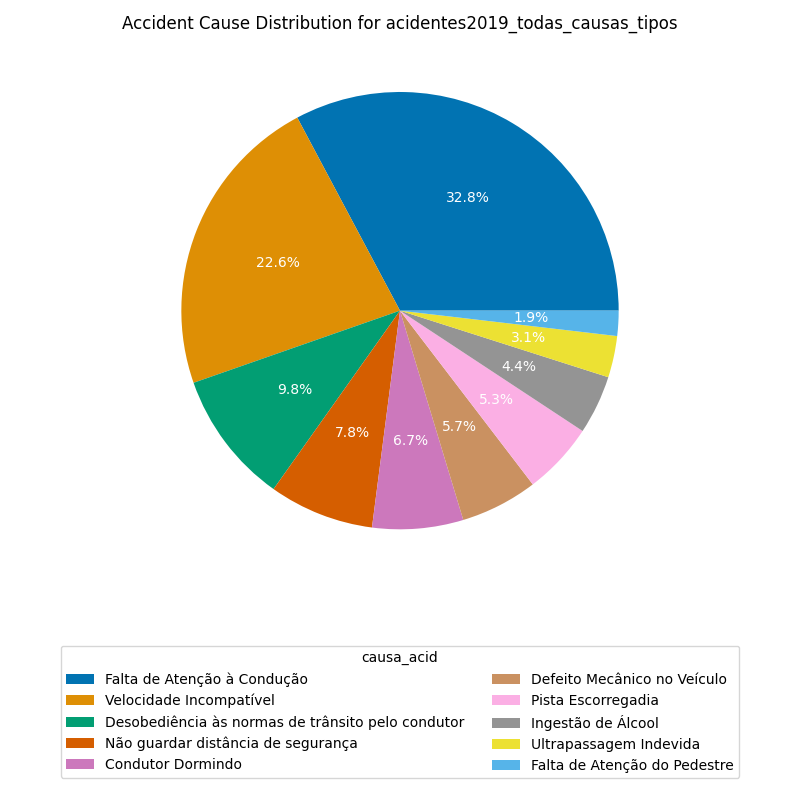 Accident Cause Distribution for acidentes2019_todas_causas_tipos
32.8%
22.6%
9.8%
7.8%
6.7%
5.7%
5.3%
4.4%
3.1%
1.9%
causa_acid
Falta de Atenção à Condução
Velocidade Incompatível
Desobediência às normas de trânsito pelo condutor
Não guardar distância de segurança
Condutor Dormindo
Defeito Mecânico no Veículo
Pista Escorregadia
Ingestão de Álcool
Ultrapassagem Indevida
Falta de Atenção do Pedestre